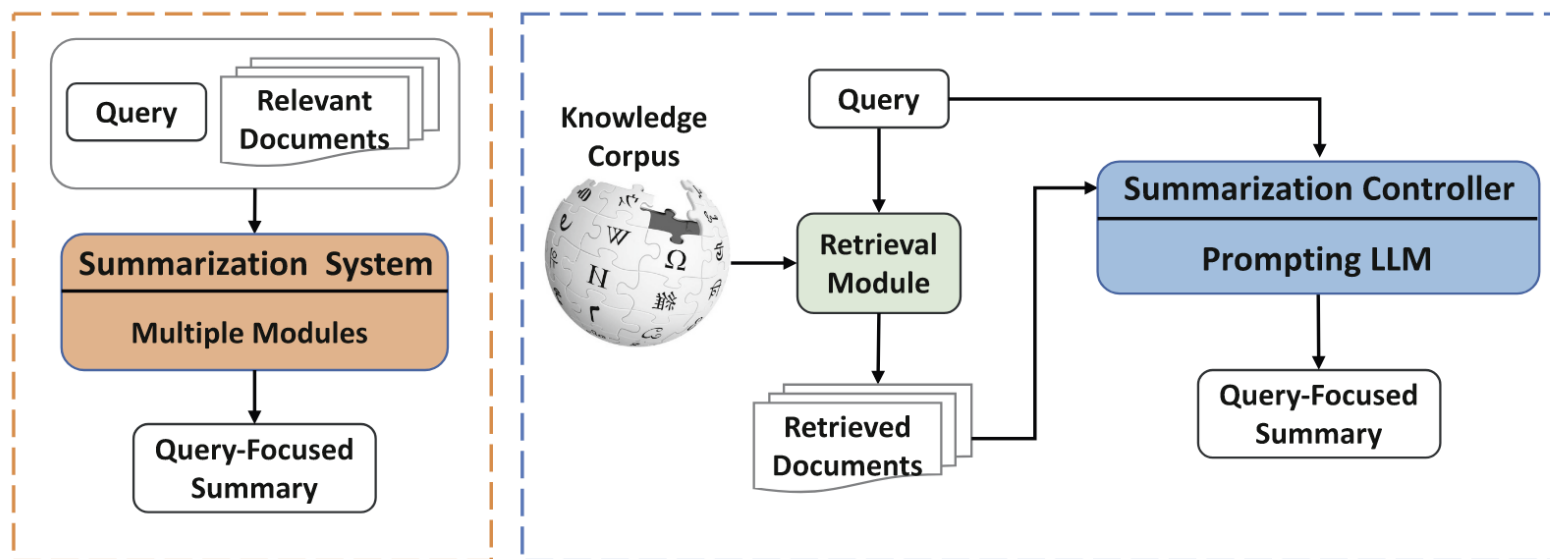 Query
Relevant
Documents
Summarization System
Multiple Modules
Query-Focused
Summary
Knowledge
Corpus
W
Ω
И
維
Query
Retrieval
Module
Retrieved
Documents
Summarization Controller
Prompting LLM
Query-Focused
Summary